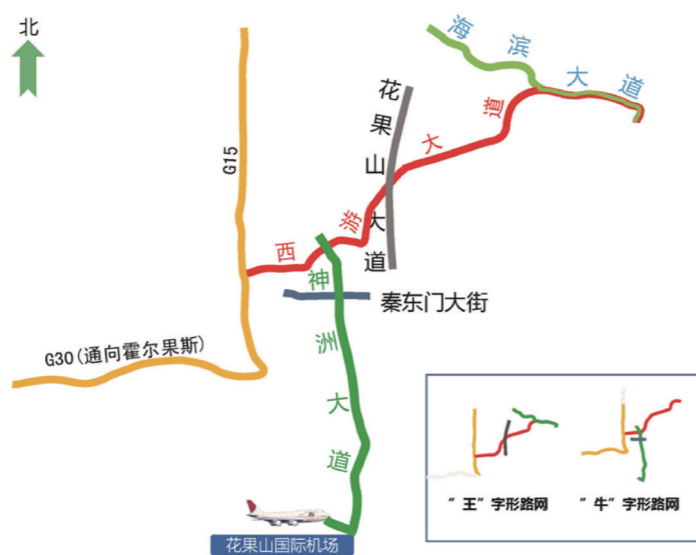 北
海滨大道
花果山大道
西游大道
G15
神洲大道
秦东门大街
G30(通向霍尔果斯)
花果山国际机场
"王"字形路网
"牛"字形路网